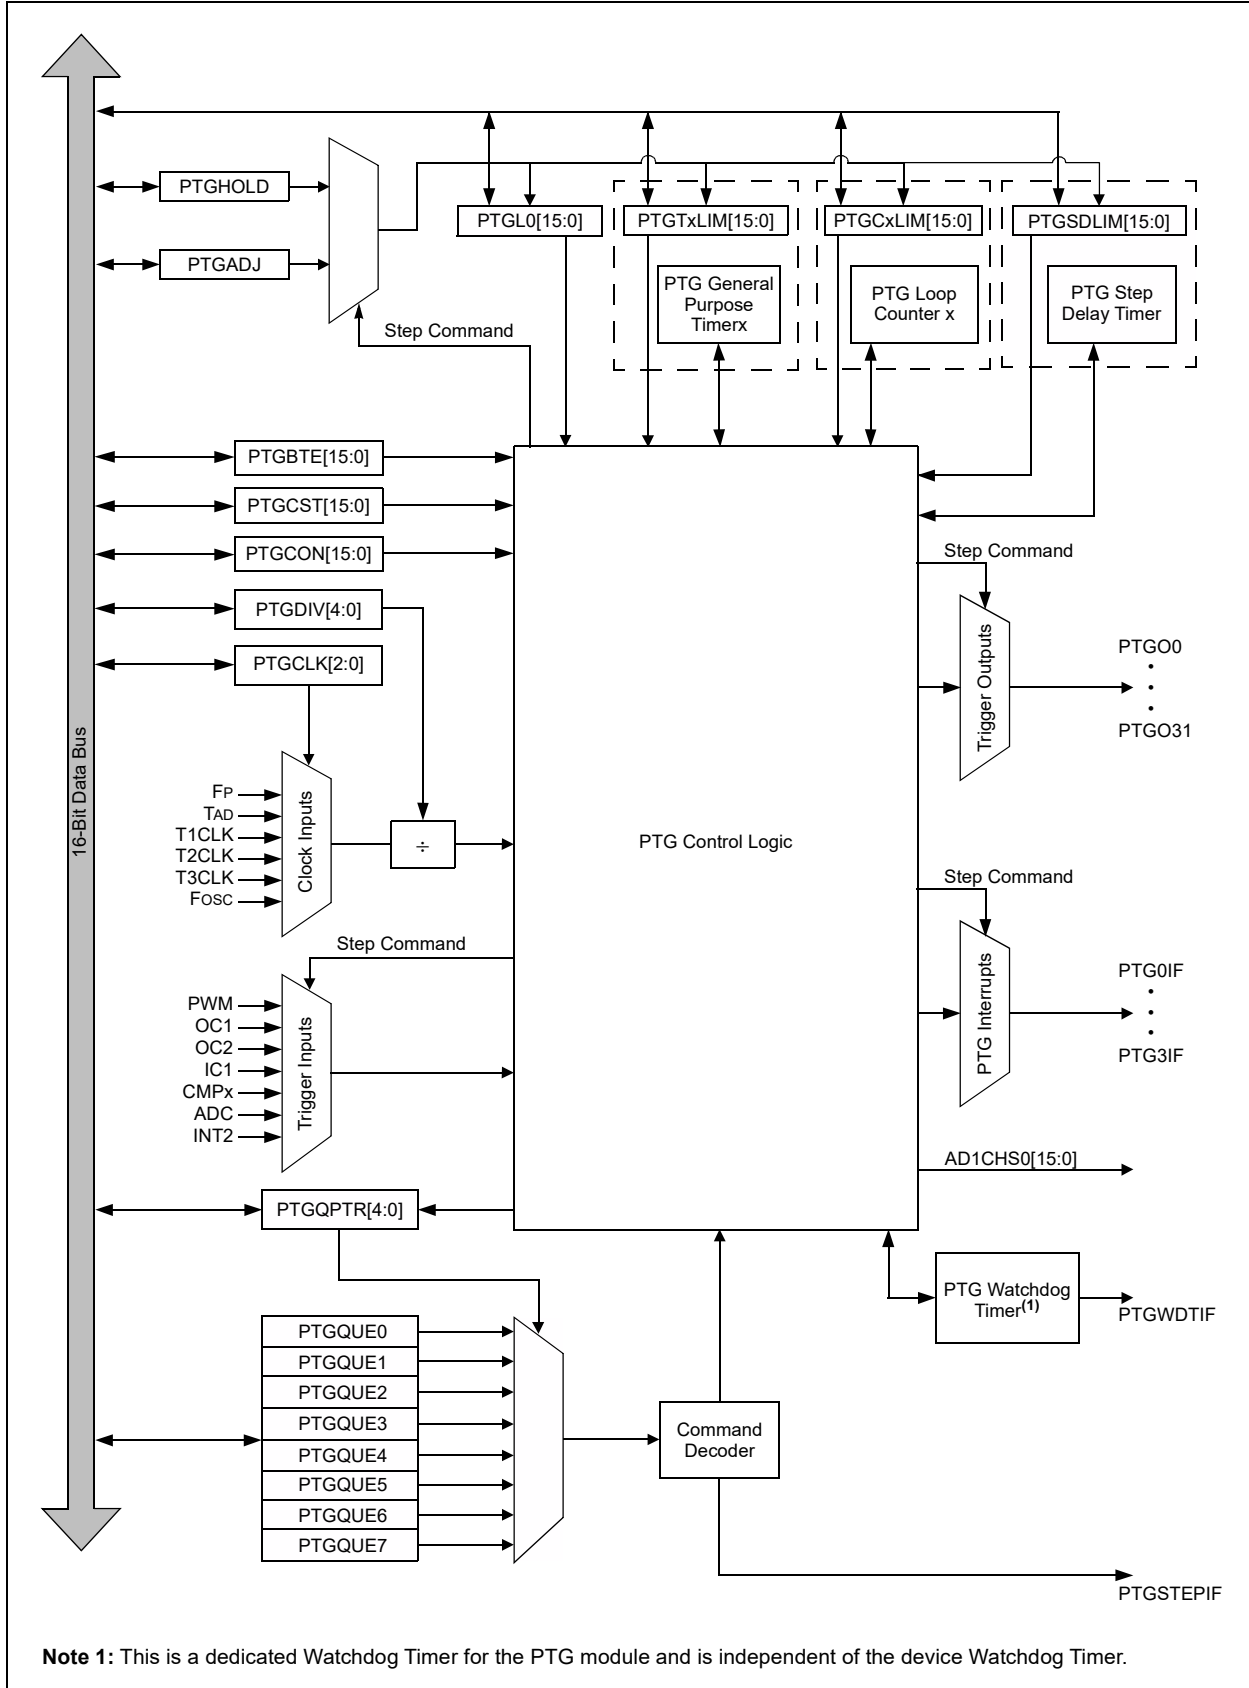 PTGHOLD
PTGADJ
PTGL0[15:0]
PTGTxLIM[15:0]
PTGCxLIM[15:0]
PTGSDLIM[15:0]
PTG General
Purpose
Timerx
PTG Loop
Counter x
PTG Step
Delay Timer
Step Command
PTGBTE[15:0]
PTGCST[15:0]
PTGCON[15:0]
PTGDIV[4:0]
PTGCLK[2:0]
16-Bit Data Bus
FP
TAD
T1CLK
T2CLK
T3CLK
FOSC
Clock Inputs
÷
PTG Control Logic
Step Command
Trigger Outputs
PTGO0
PTGO31
Step Command
PTG Interrupts
PTG0IF
PTG3IF
Step Command
PWM
OC1
OC2
IC1
CMPx
ADC
INT2
Trigger Inputs
AD1CHS0[15:0]
PTGQPTR[4:0]
PTG Watchdog
Timer(1)
PTGWDTIF
PTGQUE0
PTGQUE1
PTGQUE2
PTGQUE3
PTGQUE4
PTGQUE5
PTGQUE6
PTGQUE7
Command
Decoder
PTGSTEPIF
Note 1: This is a dedicated Watchdog Timer for the PTG module and is independent of the device Watchdog Timer.